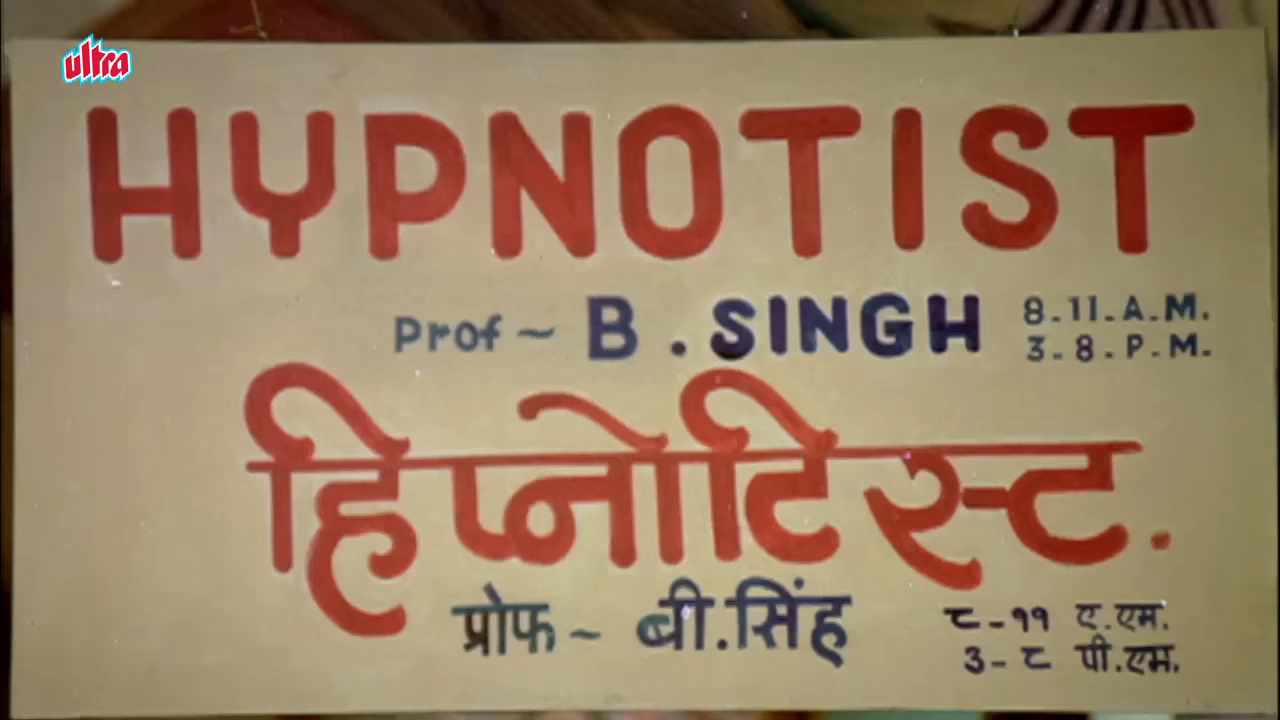 ultra
HYPNOTIST
Prof ~ B. SINGH 8-11-A.M.
3-8-P.M.
हिप्नोटिस्ट.
प्रोफ ~ बी.सिंह ८-११ ए.एम.
३-८ पी.एम.